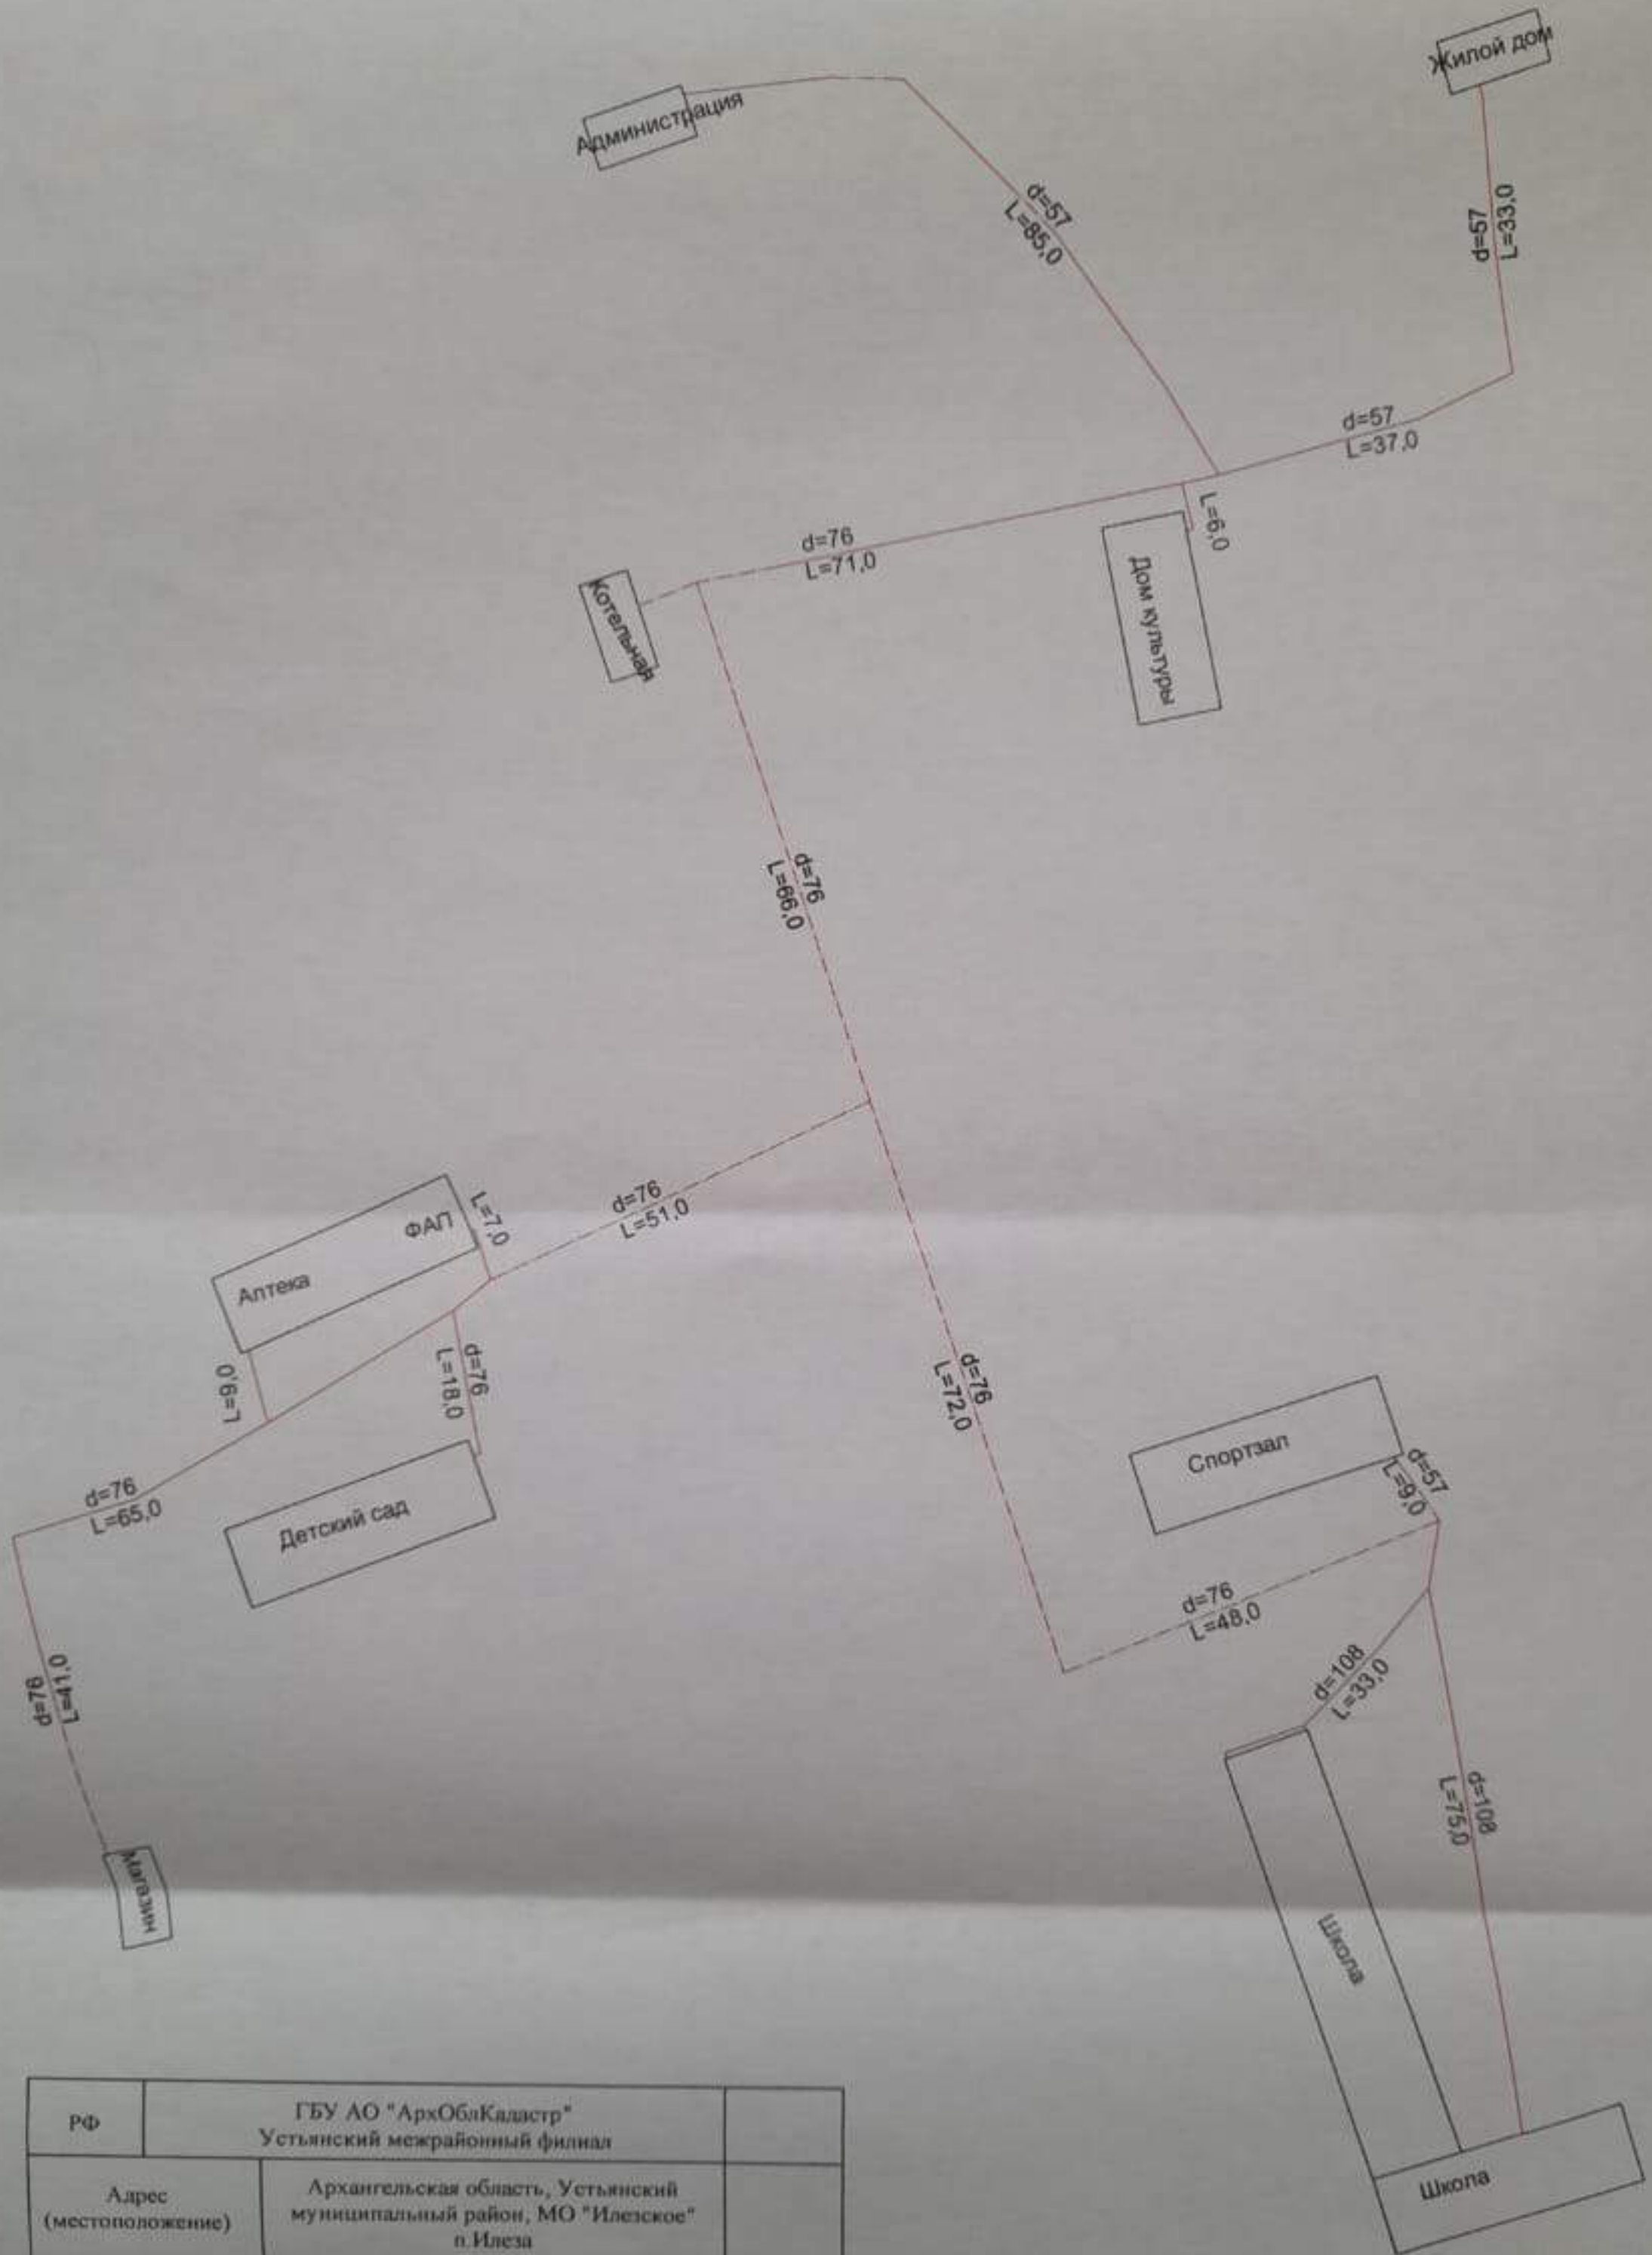 Жилой дом
Администрация
d=57
L=85,0
d=57
L=33,0
d=57
L=37,0
L=6,0
d=76
L=71,0
Котельная
Дом культуры
d=76
L=66,0
d=76
L=51,0
L=7,0
ФАП
Аптека
L=9,0
d=76
L=18,0
d=76
L=72,0
Спортзал
d=57
L=9,0
d=76
L=65,0
Детский сад
d=76
L=48,0
d=108
L=33,0
d=76
L=41,0
d=108
L=75,0
Магазин
Школа
Школа
РФ
ГБУ АО "АрхОблКадастр"
Устьянский межрайонный филиал
Адрес
(местоположение)
Архангельская область, Устьянский
муниципальный район, МО "Илезское"
п.Илеза